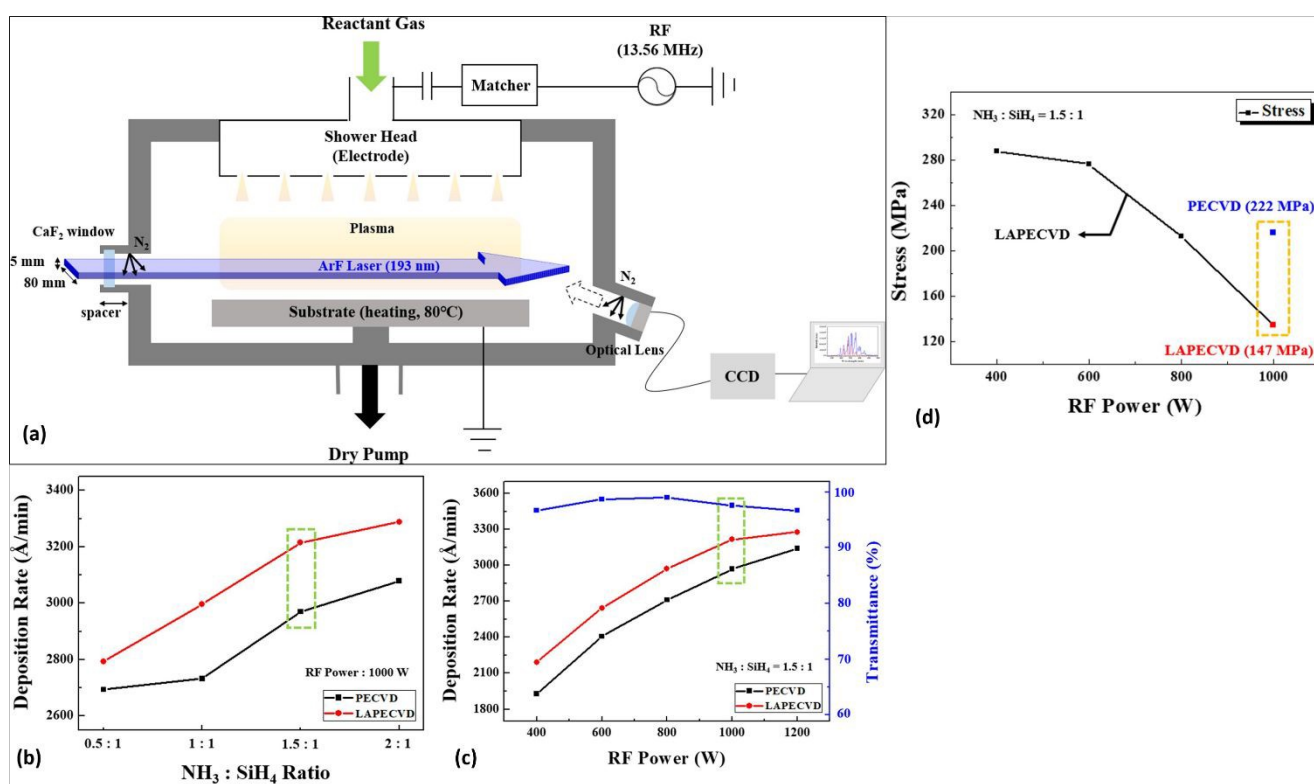 Reactant Gas
RF
(13.56 MHz)
Matcher
Shower Head
(Electrode)
CaF₂ window
N₂
Plasma
5 mm
ArF Laser (193 nm)
80 mm
N₂
spacer
Substrate (heating, 80℃)
Optical Lens
CCD
(a)
Dry Pump
NH₃ : SiH₄ = 1.5 : 1
Stress
320
280
240
200
160
120
Stress (MPa)
PECVD (222 MPa)
LAPECVD
LAPECVD (147 MPa)
400
600
800
1000
(d)
RF Power (W)
3400
3200
3000
2800
2600
Deposition Rate (Å/min)
RF Power : 1000 W
PECVD
LAPECVD
0.5 : 1
1 : 1
1.5 : 1
2 : 1
(b)
NH₃ : SiH₄ Ratio
3600
3300
3000
2700
2400
2100
1800
Deposition Rate (Å/min)
100
90
80
70
60
Transmittance (%)
NH₃ : SiH₄ = 1.5 : 1
PECVD
LAPECVD
400
600
800
1000
1200
(c)
RF Power (W)